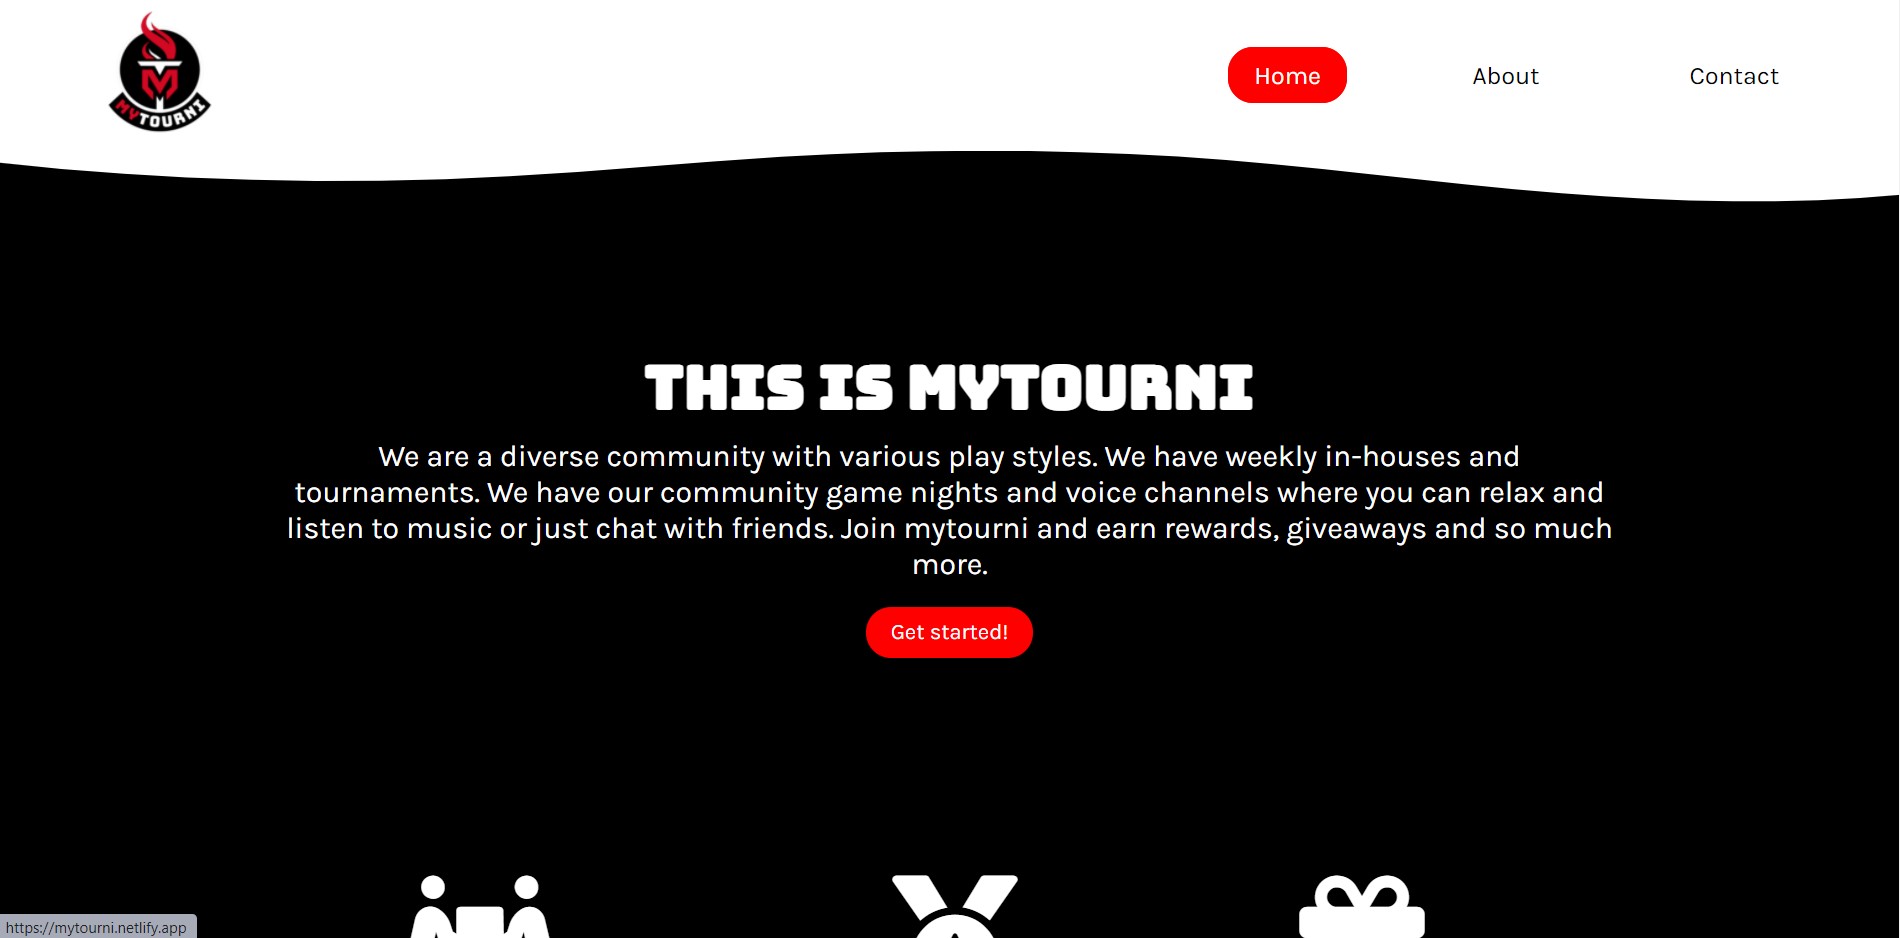 M
MYTOURNI
Home
About
Contact
THIS IS MYTOURNI
We are a diverse community with various play styles. We have weekly in-houses and
tournaments. We have our community game nights and voice channels where you can relax and
listen to music or just chat with friends. Join mytourni and earn rewards, giveaways and so much
more.
Get started!
https://mytourni.netlify.app